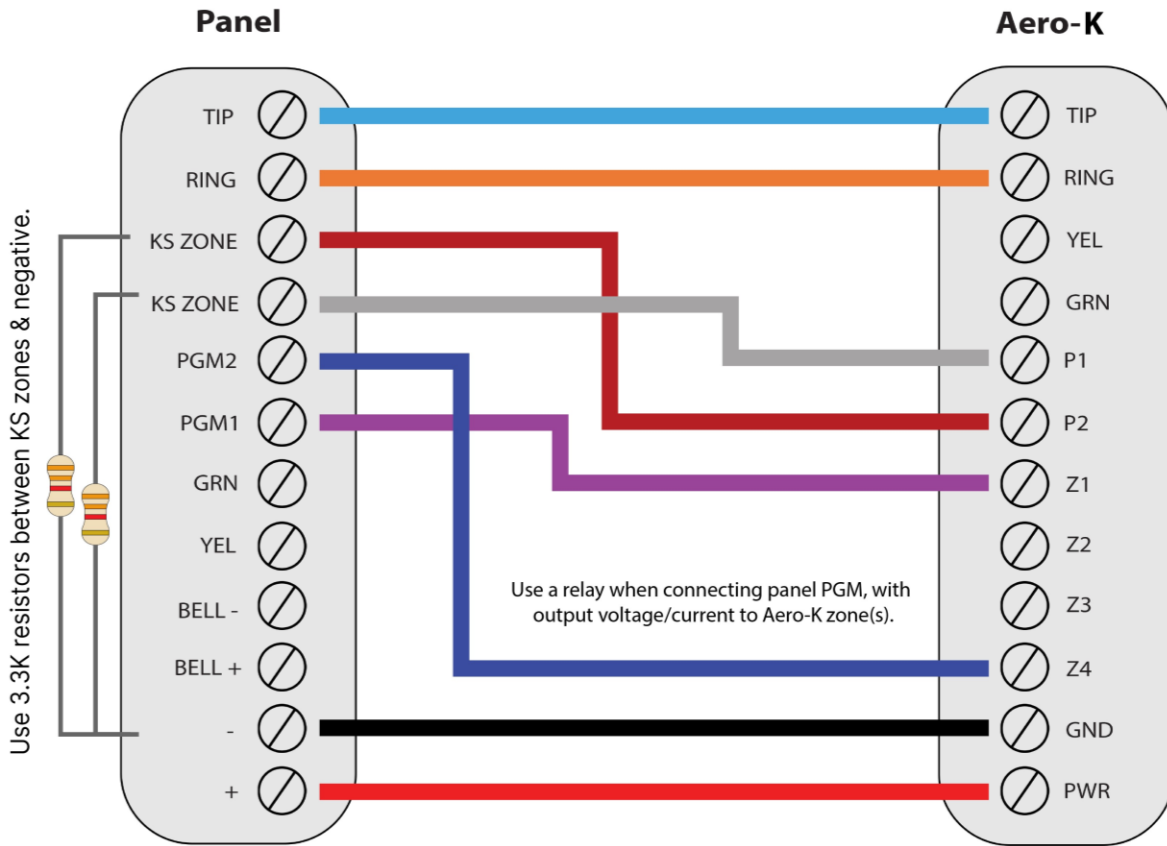 Panel
Aero-K
Use 3.3K resistors between KS zones & negative.
TIP
RING
KS ZONE
KS ZONE
PGM2
PGM1
GRN
YEL
BELL -
BELL +
-
+
Use a relay when connecting panel PGM, with
output voltage/current to Aero-K zone(s).
TIP
RING
YEL
GRN
P1
P2
Z1
Z2
Z3
Z4
GND
PWR